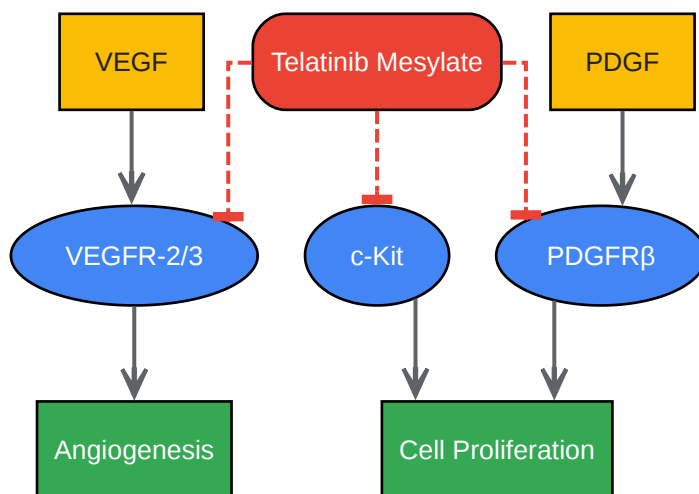 VEGF
Telatinib Mesylate
PDGF
VEGFR-2/3
c-Kit
PDGFRβ
Angiogenesis
Cell Proliferation